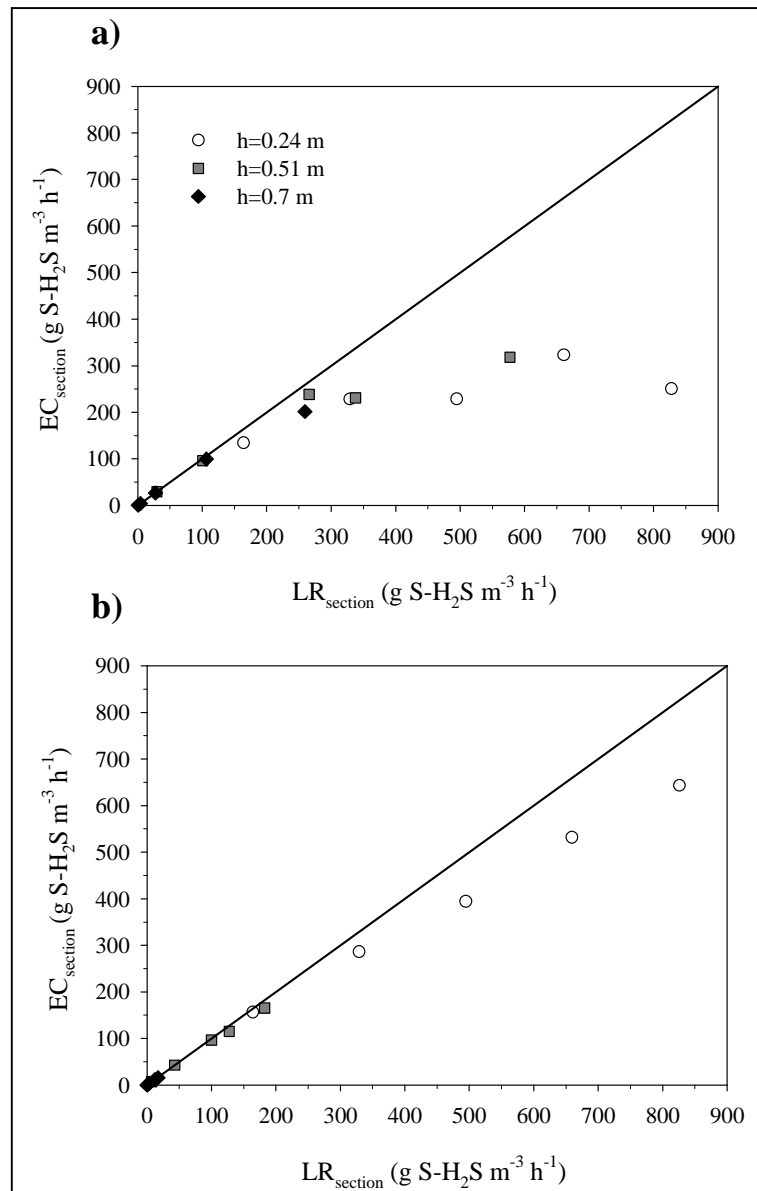 a)
900
800
700
600
500
400
300
200
100
0
EC_section (g S-H₂S m⁻³ h⁻¹)
h=0.24 m
h=0.51 m
h=0.7 m
0 100 200 300 400 500 600 700 800 900
LR_section (g S-H₂S m⁻³ h⁻¹)
b)
900
800
700
600
500
400
300
200
100
0
EC_section (g S-H₂S m⁻³ h⁻¹)
0 100 200 300 400 500 600 700 800 900
LR_section (g S-H₂S m⁻³ h⁻¹)